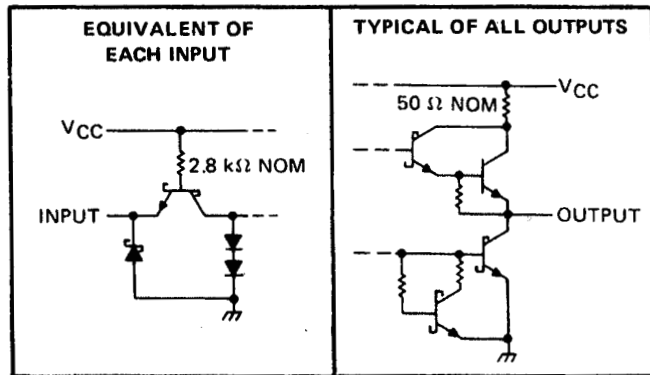 EQUIVALENT OF
EACH INPUT
VCC
2.8 kΩ NOM
INPUT
TYPICAL OF ALL OUTPUTS
VCC
50 Ω NOM
OUTPUT